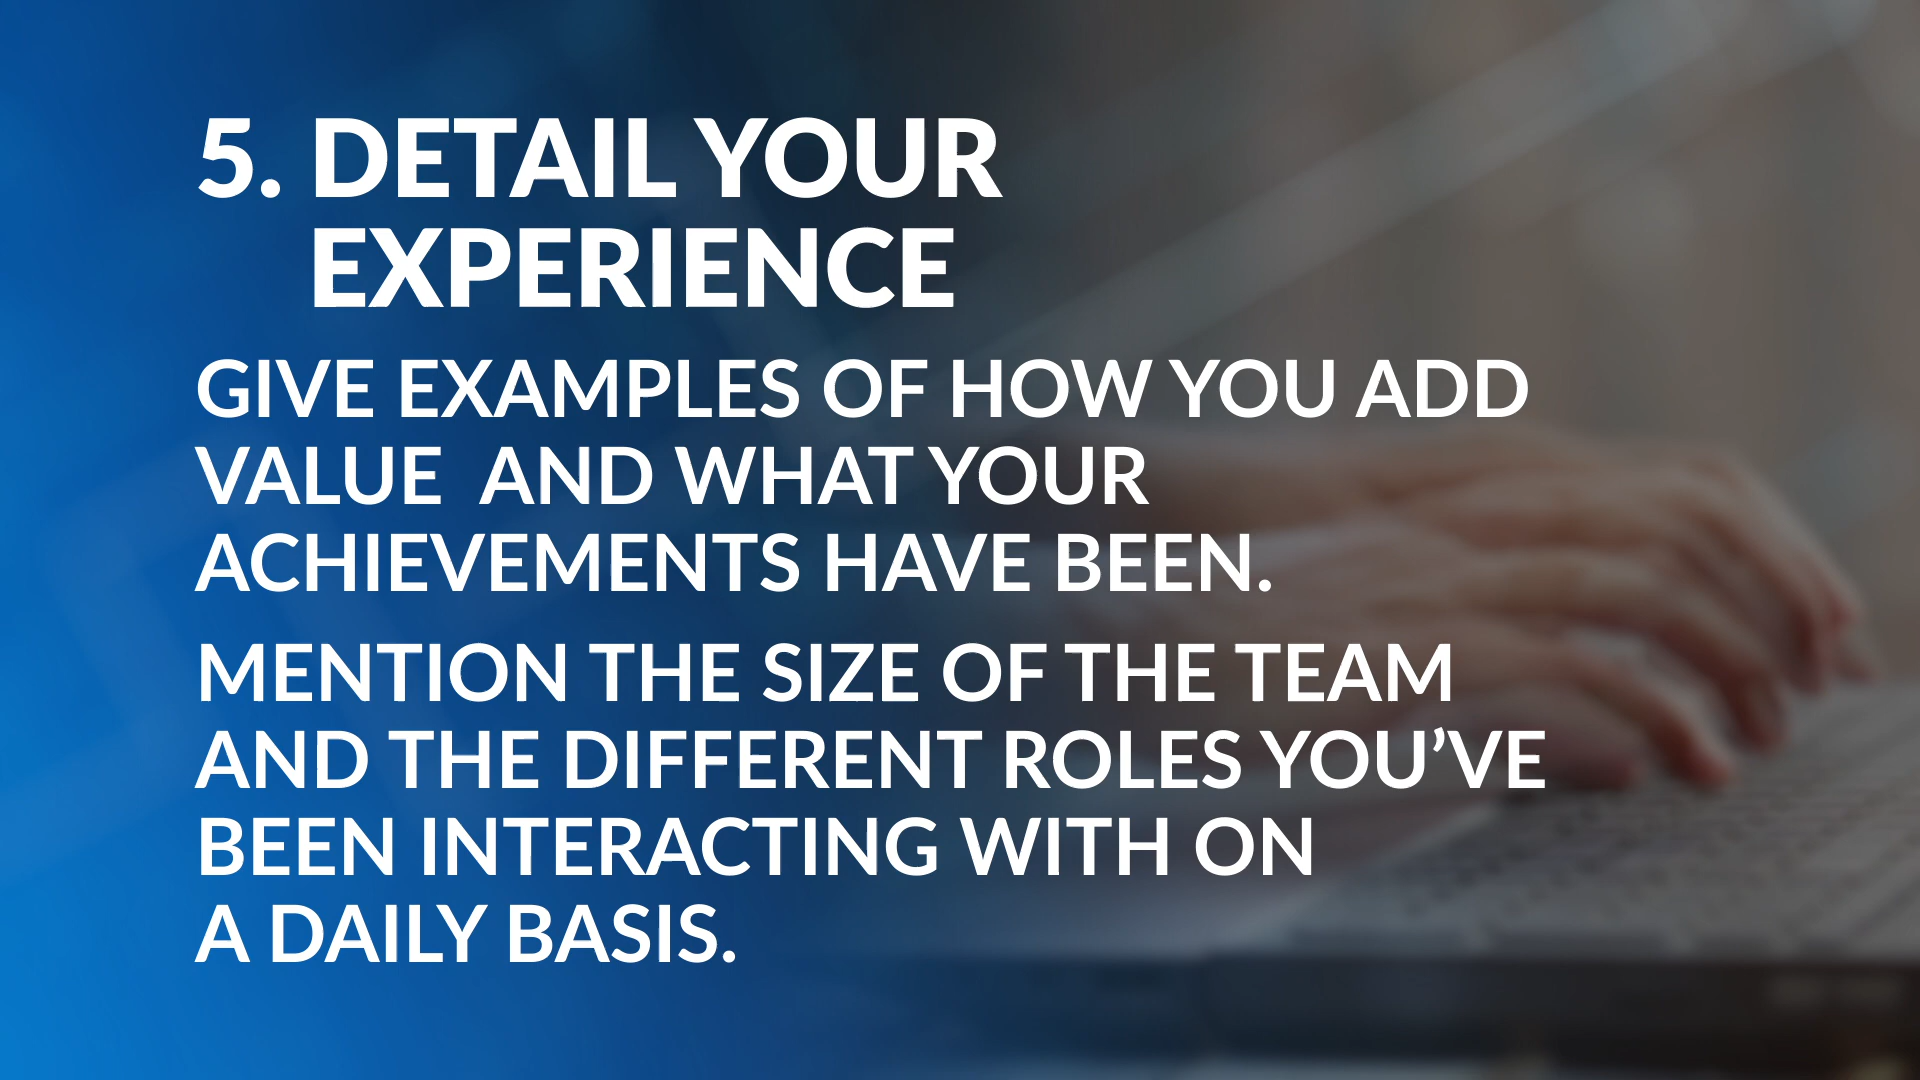 5. DETAIL YOUR
EXPERIENCE
GIVE EXAMPLES OF HOW YOU ADD
VALUE  AND WHAT YOUR
ACHIEVEMENTS HAVE BEEN.
MENTION THE SIZE OF THE TEAM
AND THE DIFFERENT ROLES YOU’VE
BEEN INTERACTING WITH ON
A DAILY BASIS.